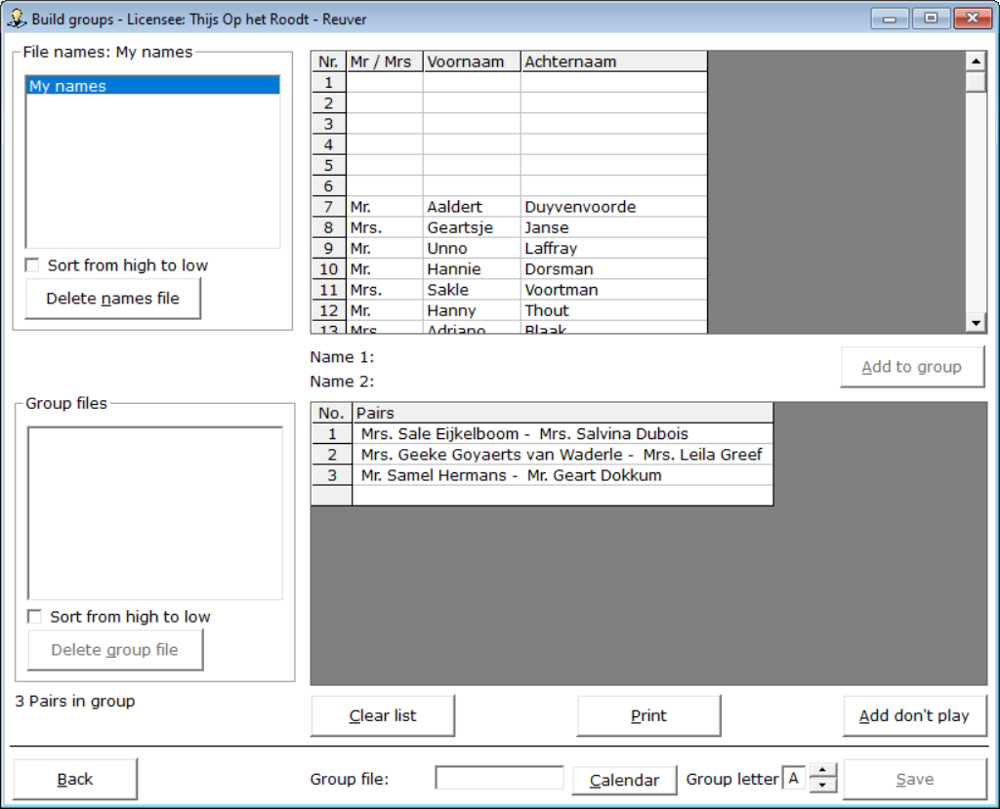 Build groups - Licensee: Thijs Op het Roodt - Reuver
File names: My names
My names
Sort from high to low
Delete names file
Nr. Mr / Mrs Voornaam Achternaam
1
2
3
4
5
6
7 Mr. Aaldert Duyvenvoorde
8 Mrs. Geartsje Janse
9 Mr. Unno Laffray
10 Mr. Hannie Dorsman
11 Mrs. Sakle Voortman
12 Mr. Hanny Thout
13 Mrs. Adriano Blaak
Name 1:
Name 2:
Add to group
Group files
Sort from high to low
Delete group file
3 Pairs in group
No. Pairs
1 Mrs. Sale Eijkelboom - Mrs. Salvina Dubois
2 Mrs. Geeke Goyaerts van Waderle - Mrs. Leila Greef
3 Mr. Samel Hermans - Mr. Geart Dokkum
Clear list
Print
Add don't play
Back
Group file:
Calendar
Group letter A
Save